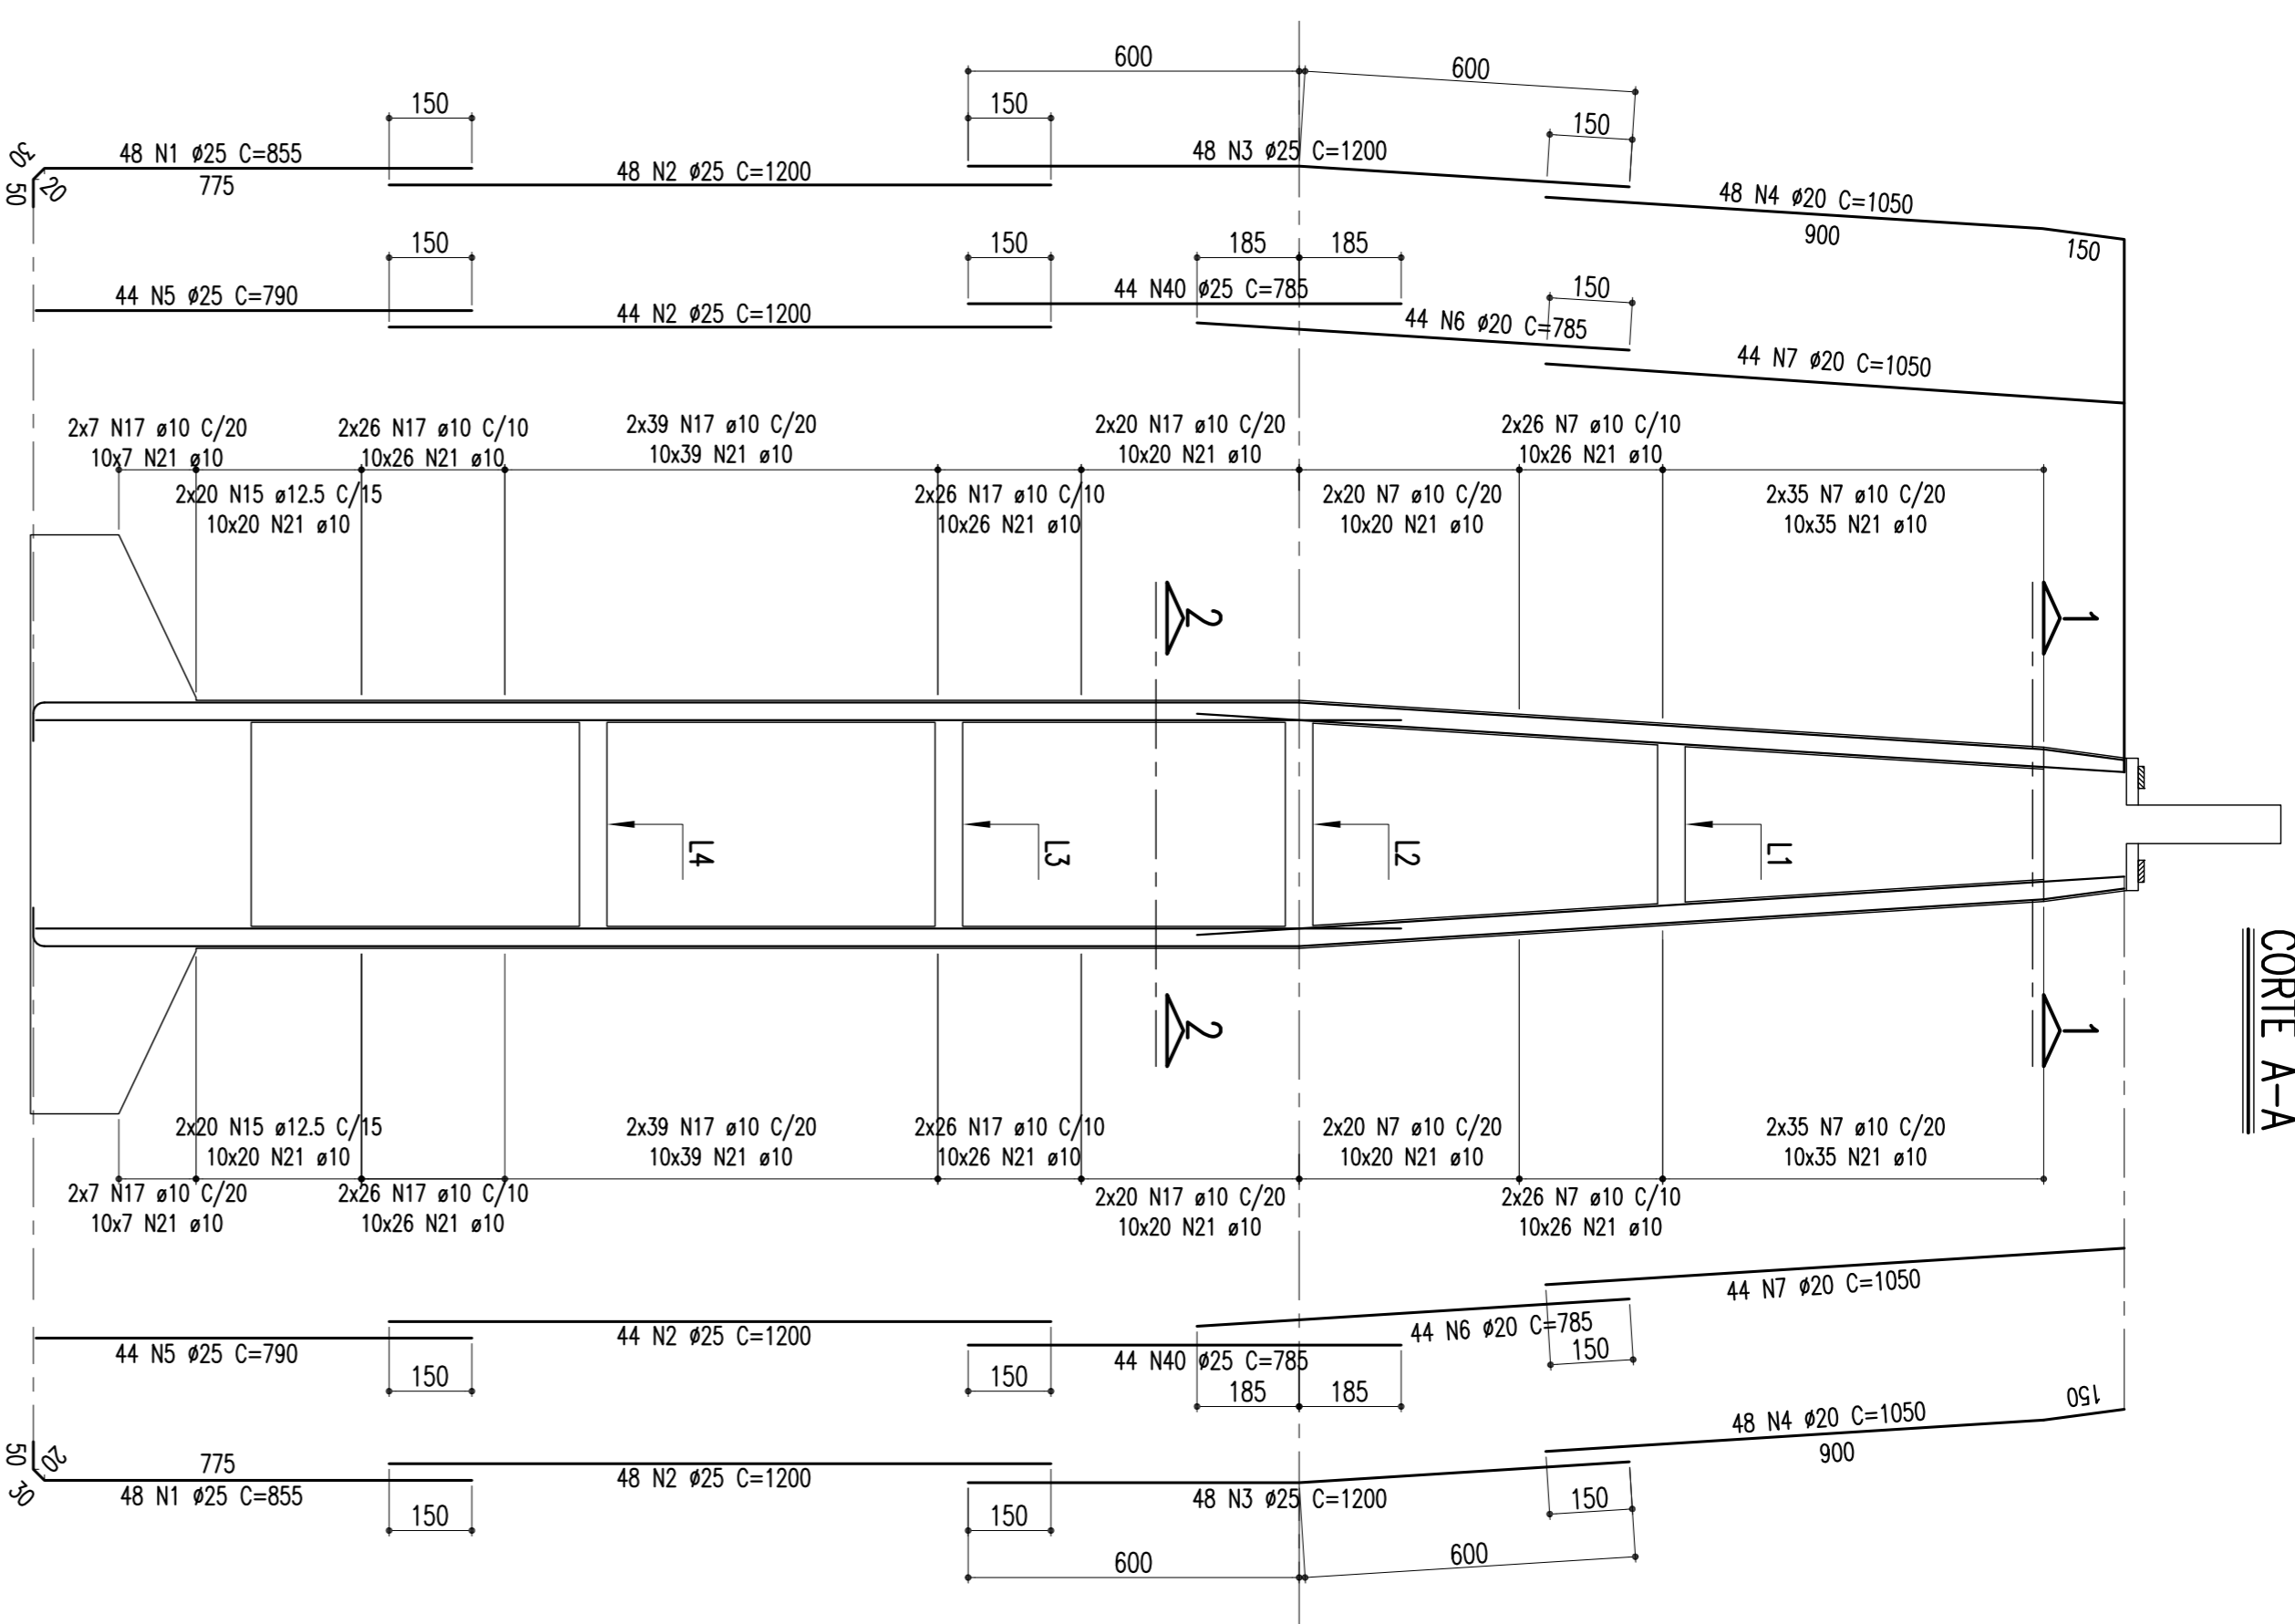 600
600
150
150
150
48 N1 ø25 C=855
775
30
20
50
48 N2 ø25 C=1200
48 N3 ø25 C=1200
48 N4 ø20 C=1050
900
150
150
150
185
185
150
44 N5 ø25 C=790
44 N2 ø25 C=1200
44 N40 ø25 C=785
44 N6 ø20 C=785
44 N7 ø20 C=1050
2x7 N17 ø10 C/20
10x7 N21 ø10
2x26 N17 ø10 C/10
10x26 N21 ø10
2x39 N17 ø10 C/20
10x39 N21 ø10
2x20 N17 ø10 C/20
10x20 N21 ø10
2x26 N7 ø10 C/10
10x26 N21 ø10
2x20 N15 ø12.5 C/15
10x20 N21 ø10
2x26 N17 ø10 C/10
10x26 N21 ø10
2x20 N7 ø10 C/20
10x20 N21 ø10
2x35 N7 ø10 C/20
10x35 N21 ø10
2
1
L4
L3
L2
L1
CORTE A-A
2
1
2x20 N15 ø12.5 C/15
10x20 N21 ø10
2x39 N17 ø10 C/20
10x39 N21 ø10
2x26 N17 ø10 C/10
10x26 N21 ø10
2x20 N7 ø10 C/20
10x20 N21 ø10
2x35 N7 ø10 C/20
10x35 N21 ø10
2x7 N17 ø10 C/20
10x7 N21 ø10
2x26 N17 ø10 C/10
10x26 N21 ø10
2x20 N17 ø10 C/20
10x20 N21 ø10
2x26 N7 ø10 C/10
10x26 N21 ø10
44 N5 ø25 C=790
44 N2 ø25 C=1200
44 N40 ø25 C=785
44 N6 ø20 C=785
44 N7 ø20 C=1050
150
150
185
185
150
150
50
20
30
775
48 N1 ø25 C=855
48 N2 ø25 C=1200
48 N3 ø25 C=1200
48 N4 ø20 C=1050
900
150
150
150
600
600